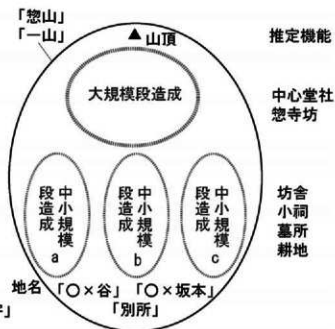 「惣山」
「一山」
▲山頂
推定機能
大規模段造成
中心堂社
惣寺坊
中小規模
段造成
a
中小規模
段造成
b
中小規模
段造成
c
坊舎
小祠
墓所
耕地
地名 「〇×谷」 「〇×坂本」
「別所」